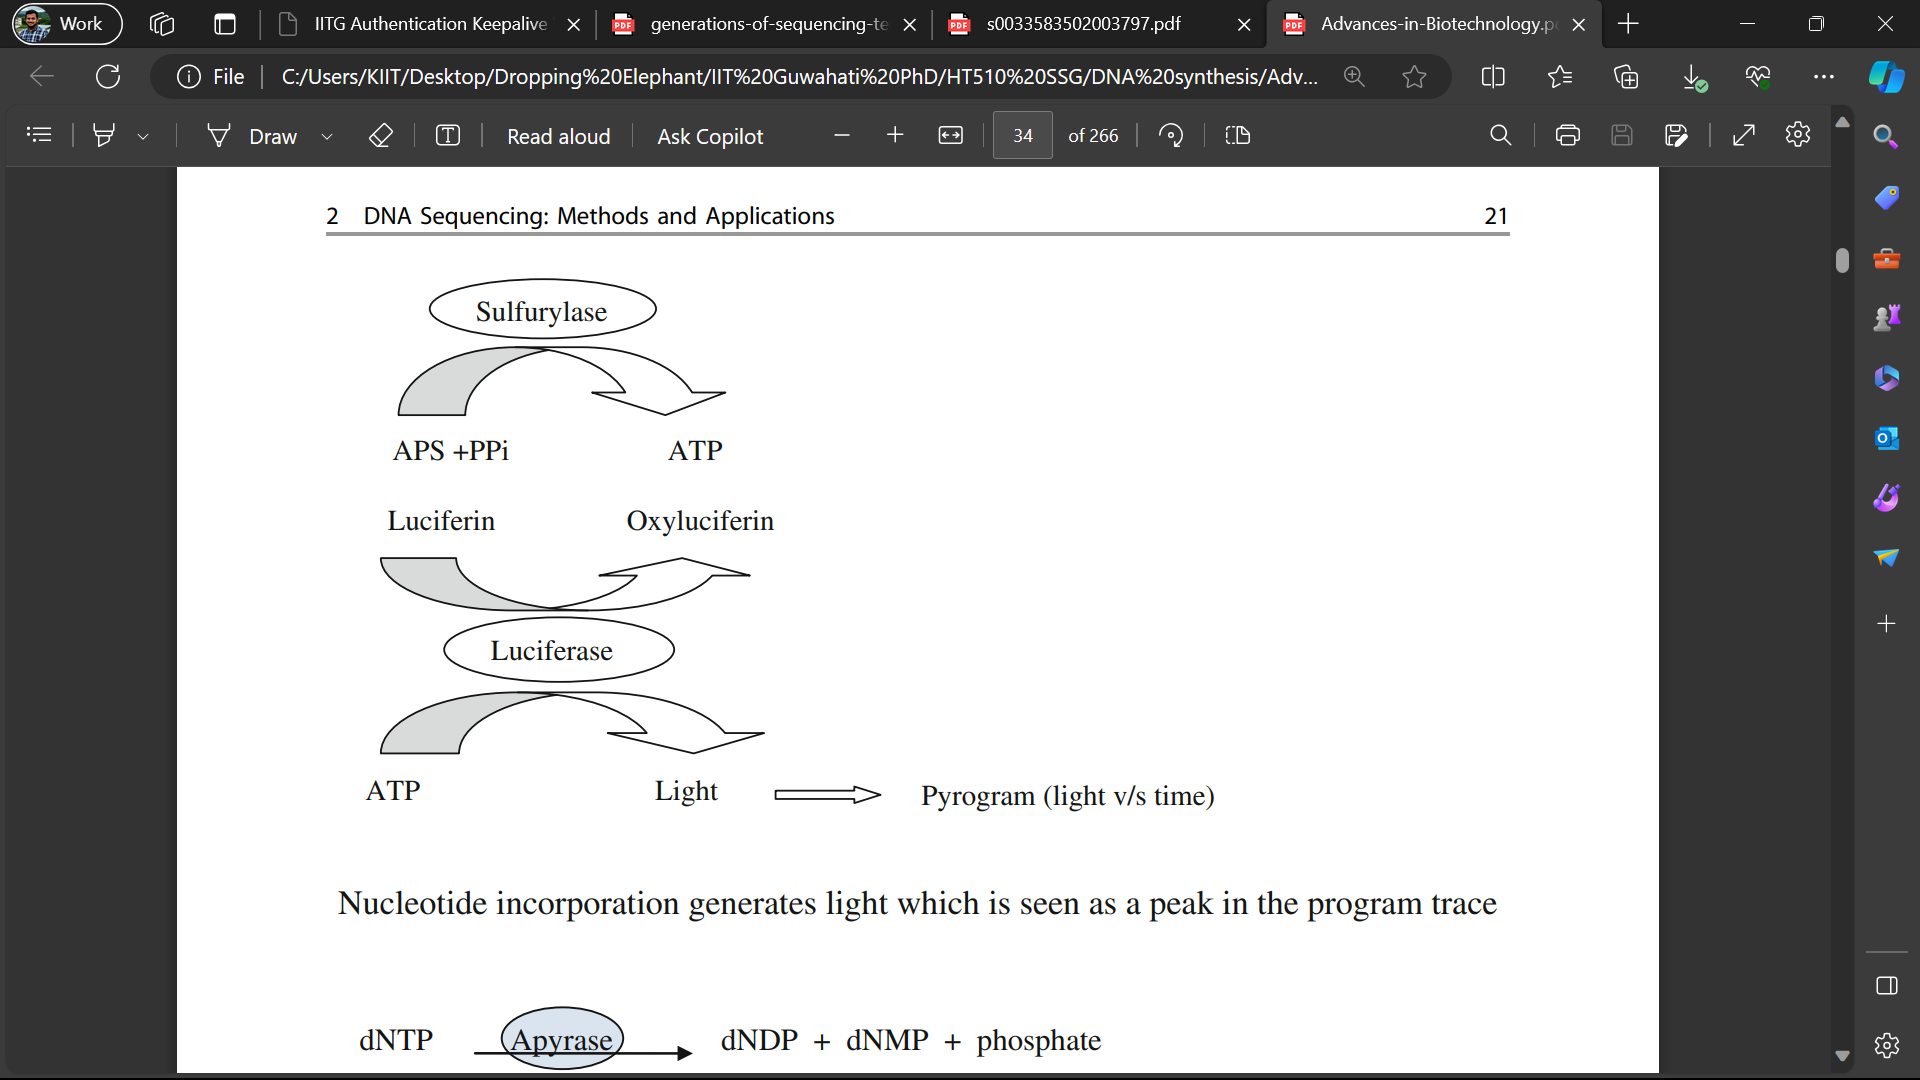 Work
IITG Authentication Keepalive
generations-of-sequencing-te
s0033583502003797.pdf
Advances-in-Biotechnology.p
File
C:/Users/KIIT/Desktop/Dropping%20Elephant/IIT%20Guwahati%20PhD/HT510%20SSG/DNA%20synthesis/Adv...
Draw
Read aloud
Ask Copilot
34 of 266
2 DNA Sequencing: Methods and Applications 21
Sulfurylase
APS +PPi ATP
Luciferin Oxyluciferin
Luciferase
ATP Light Pyrogram (light v/s time)
Nucleotide incorporation generates light which is seen as a peak in the program trace
dNTP Apyrase dNDP + dNMP + phosphate